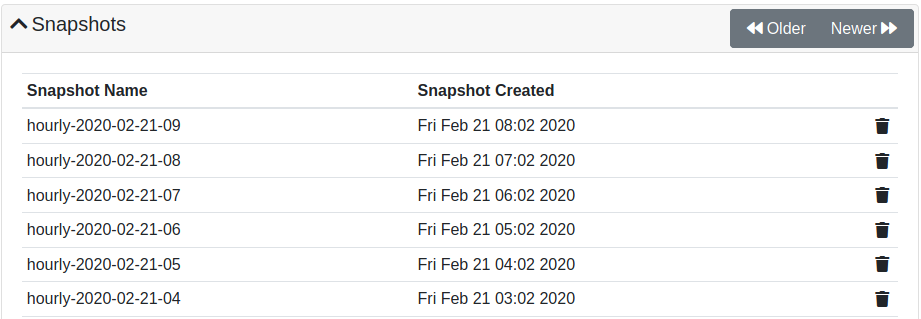 Snapshots
Older Newer
Snapshot Name Snapshot Created
hourly-2020-02-21-09 Fri Feb 21 08:02 2020
hourly-2020-02-21-08 Fri Feb 21 07:02 2020
hourly-2020-02-21-07 Fri Feb 21 06:02 2020
hourly-2020-02-21-06 Fri Feb 21 05:02 2020
hourly-2020-02-21-05 Fri Feb 21 04:02 2020
hourly-2020-02-21-04 Fri Feb 21 03:02 2020